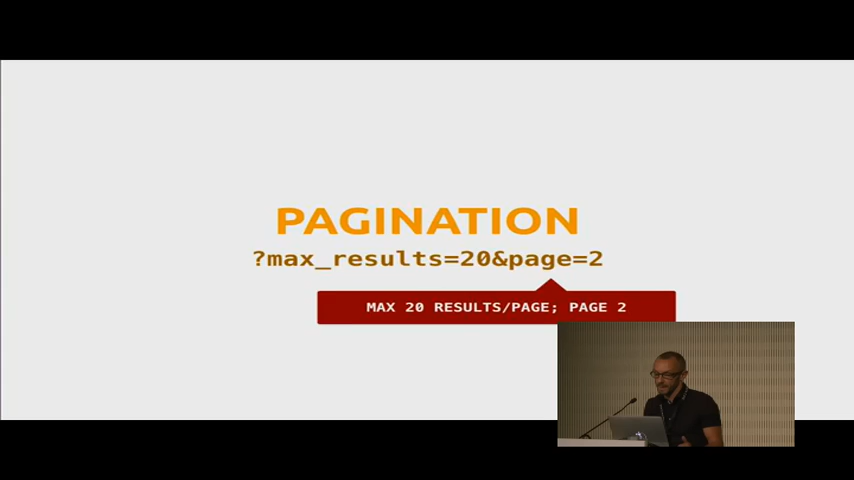 PAGINATION
?max_results=20&page=2
MAX 20 RESULTS/PAGE; PAGE 2